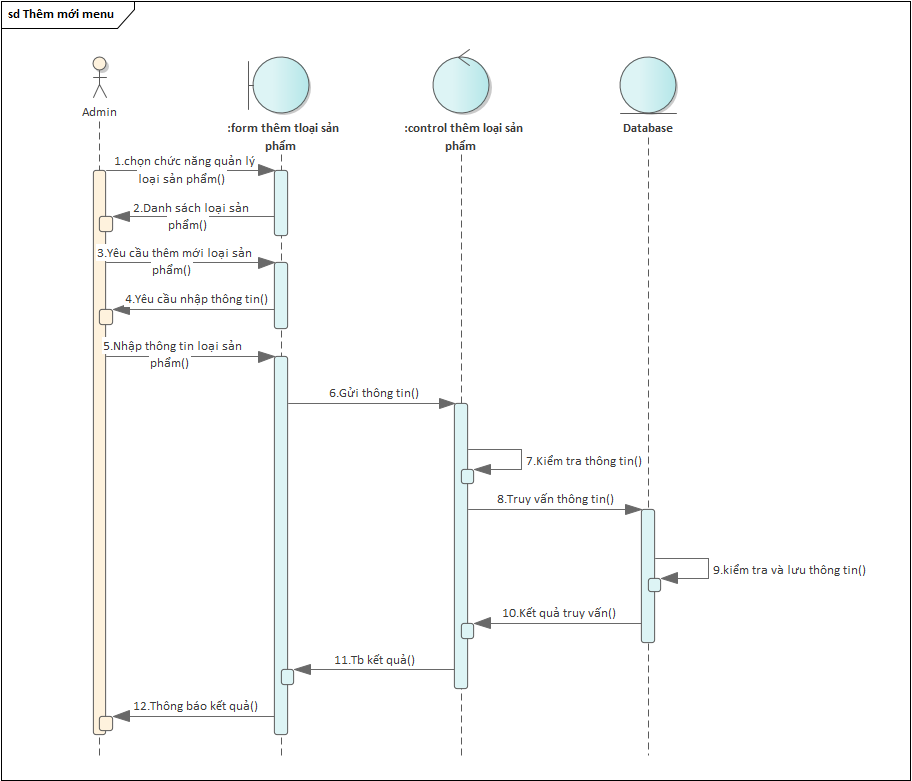 sd Thêm mới menu
Admin
:form thêm tloại sản
phẩm
:control thêm loại sản
phẩm
Database
1.chọn chức năng quản lý
loại sản phẩm()
2.Danh sách loại sản
phẩm()
3.Yêu cầu thêm mới loại sản
phẩm()
4.Yêu cầu nhập thông tin()
5.Nhập thông tin loại sản
phẩm()
6.Gửi thông tin()
7.Kiểm tra thông tin()
8.Truy vấn thông tin()
9.kiểm tra và lưu thông tin()
10.Kết quả truy vấn()
11.Tb kết quả()
12.Thông báo kết quả()